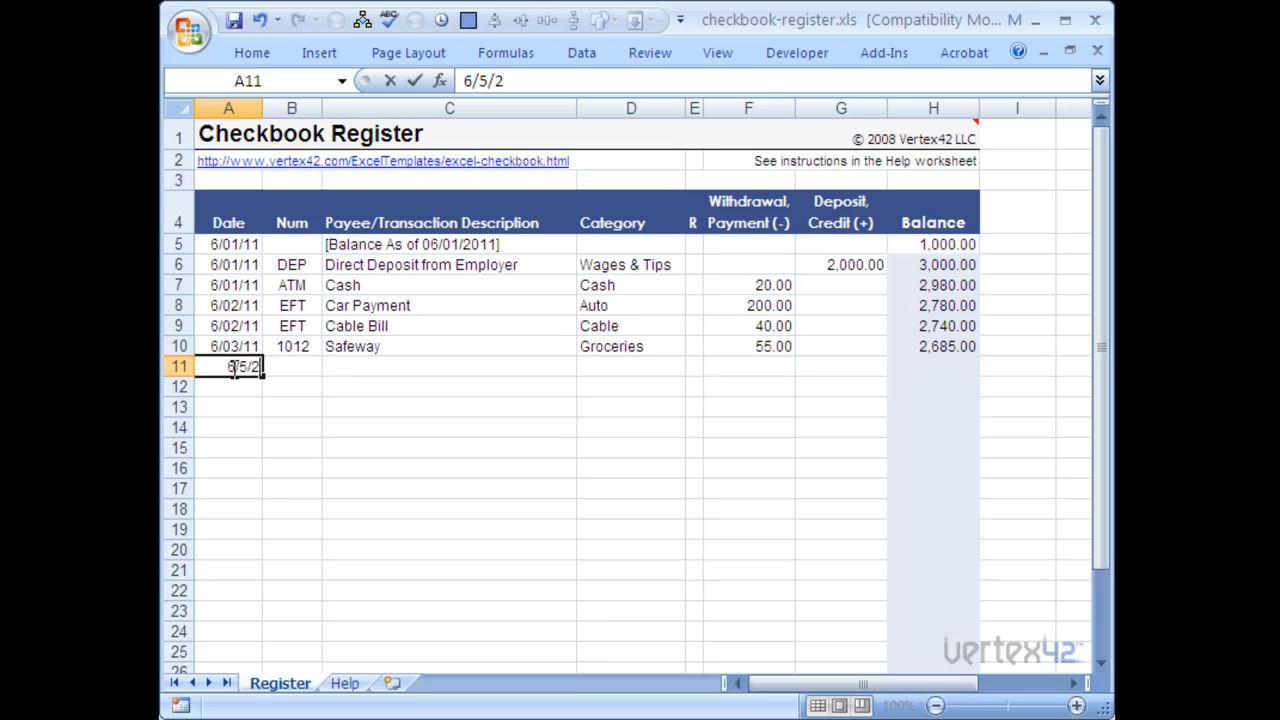 checkbook-register.xls [Compatibility Mo... M
Home Insert Page Layout Formulas Data Review View Developer Add-Ins Acrobat
A11 fx 6/5/2
A B C D E F G H I
1 Checkbook Register © 2008 Vertex42 LLC
2 http://www.vertex42.com/ExcelTemplates/excel-checkbook.html See instructions in the Help worksheet
3
Withdrawal, Deposit,
4 Date Num Payee/Transaction Description Category R Payment (-) Credit (+) Balance
5 6/01/11 [Balance As of 06/01/2011] 1,000.00
6 6/01/11 DEP Direct Deposit from Employer Wages & Tips 2,000.00 3,000.00
7 6/01/11 ATM Cash Cash 20.00 2,980.00
8 6/02/11 EFT Car Payment Auto 200.00 2,780.00
9 6/02/11 EFT Cable Bill Cable 40.00 2,740.00
10 6/03/11 1012 Safeway Groceries 55.00 2,685.00
11 6/5/2
12
13
14
15
16
17
18
19
20
21
22
23
24
25
26
vertex42™
Register Help
100%